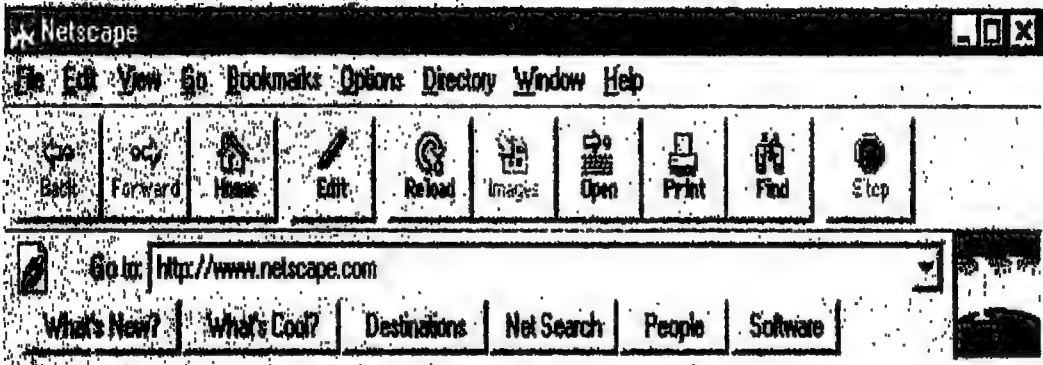 Netscape
File Edit View Go Bookmarks Options Directory Window Help
Back Forward Home Edit Reload Images Open Print Find Stop
Go to: http://www.netscape.com
What's New? What's Cool? Destinations Net Search People Software